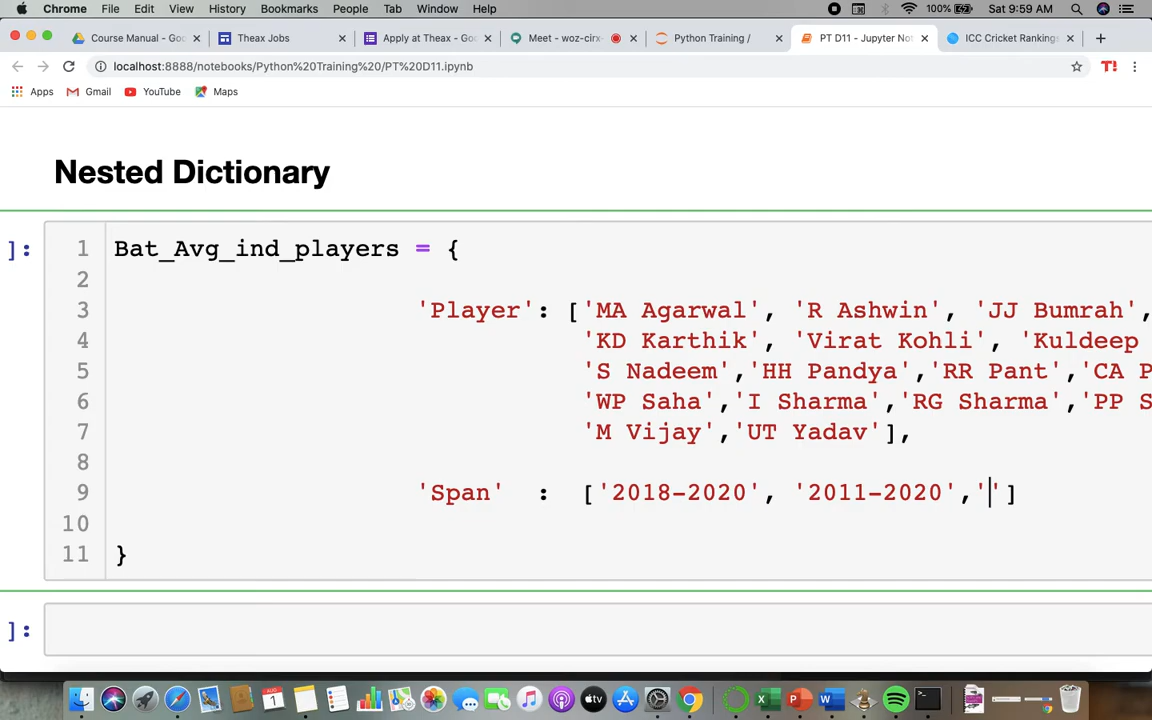 Chrome File Edit View History Bookmarks People Tab Window Help 100% Sat 9:59 AM
Course Manual - Goo Theax Jobs Apply at Theax - Goo Meet - woz-cirx- Python Training / PT D11 - Jupyter Not ICC Cricket Rankings
localhost:8888/notebooks/Python%20Training%20/PT%20D11.ipynb T!
Apps Gmail YouTube Maps
Nested Dictionary
]: 1 Bat_Avg_ind_players = {
2
3 'Player': ['MA Agarwal', 'R Ashwin', 'JJ Bumrah',
4 'KD Karthik', 'Virat Kohli', 'Kuldeep
5 'S Nadeem','HH Pandya','RR Pant','CA P
6 'WP Saha','I Sharma','RG Sharma','PP S
7 'M Vijay','UT Yadav'],
8
9 'Span' : ['2018-2020', '2011-2020','']
10
11 }
]: